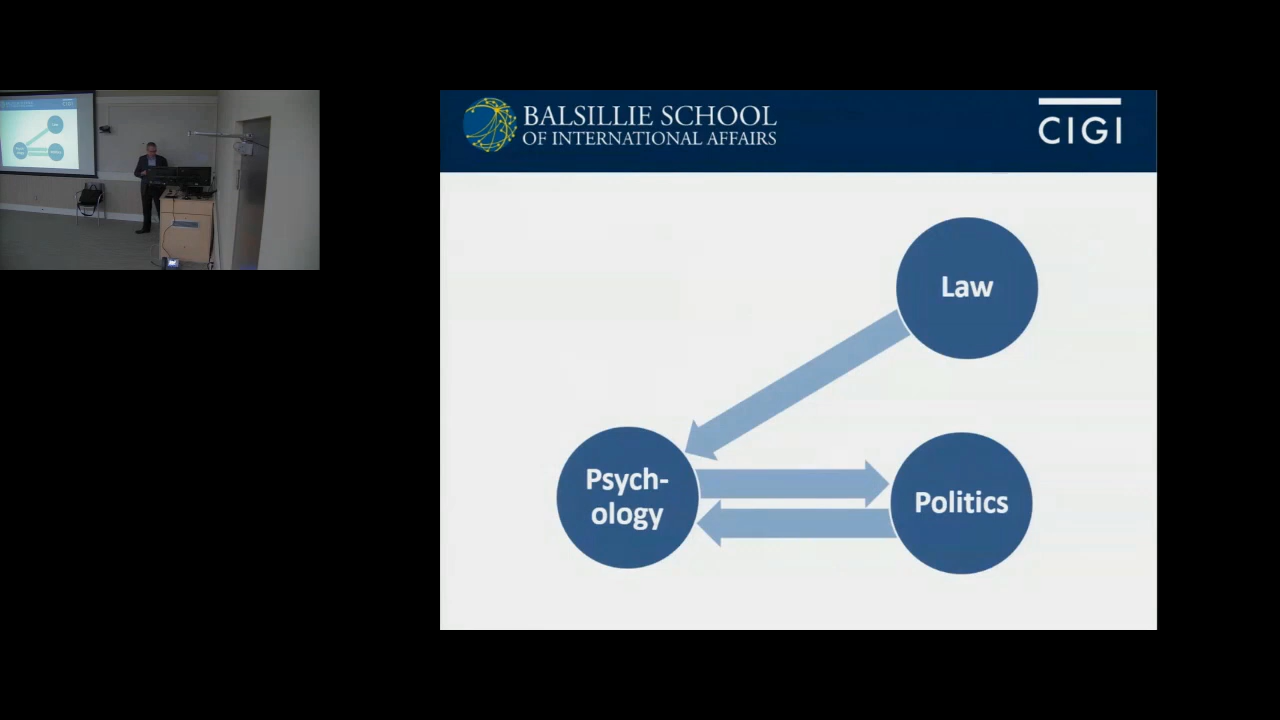 BALSILLIE SCHOOL
OF INTERNATIONAL AFFAIRS
CIGI
Law
Psych-
ology
Politics